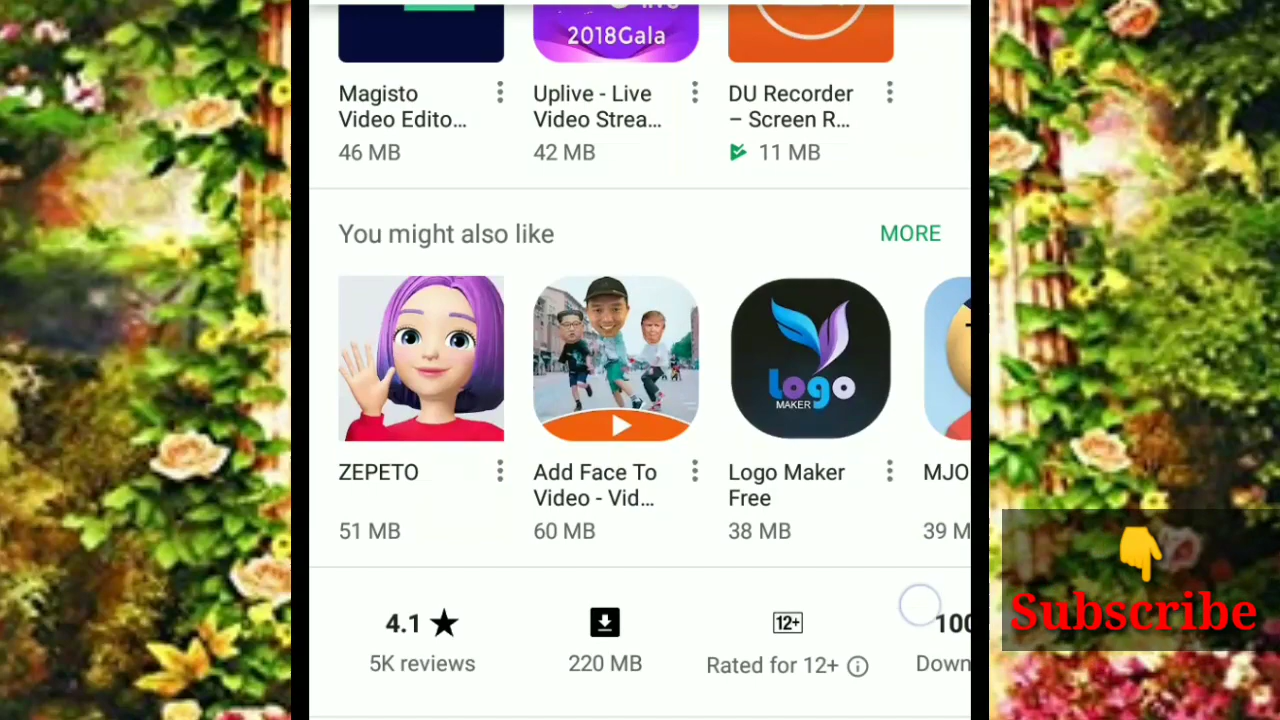 live
2018Gala
Magisto
Video Edito...
46 MB
Uplive - Live
Video Strea...
42 MB
DU Recorder
– Screen R...
11 MB
You might also like
MORE
Logo
MAKER
ZEPETO
51 MB
Add Face To
Video - Vid...
60 MB
Logo Maker
Free
38 MB
MJO
39 M
4.1
5K reviews
220 MB
12+
Rated for 12+
100
Down
Subscribe